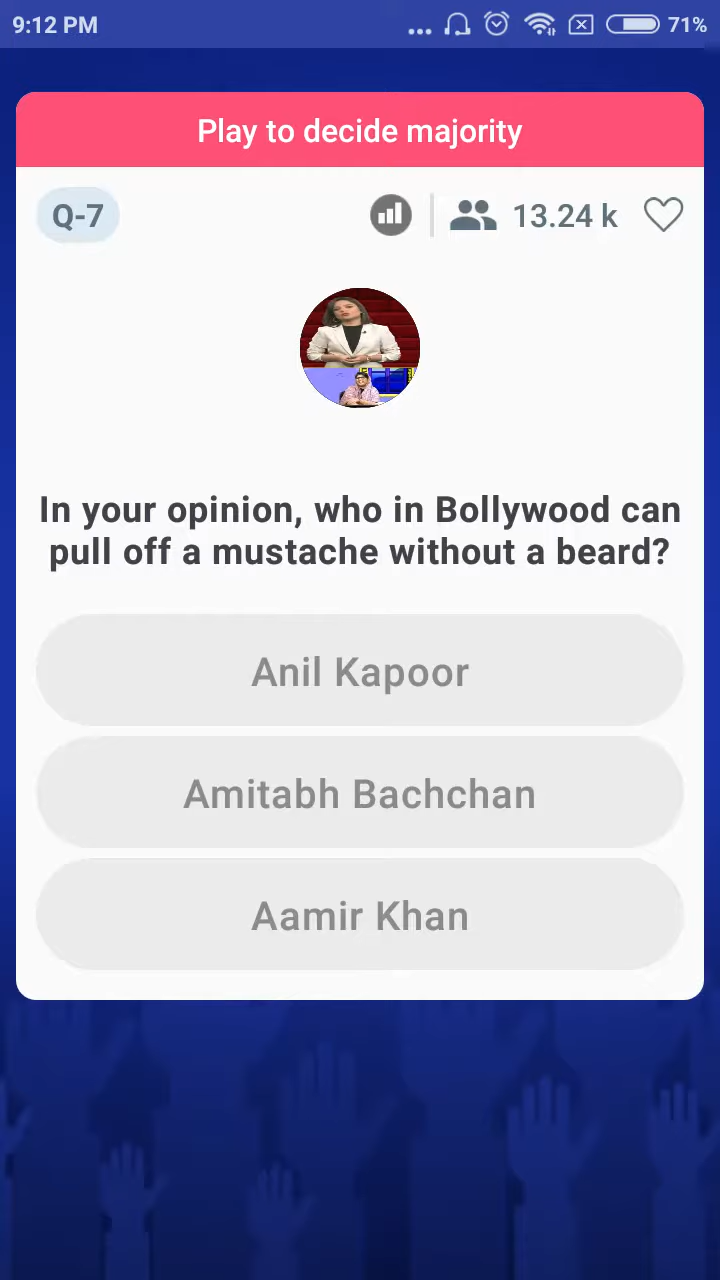 9:12 PM
71%
Play to decide majority
Q-7
13.24 k
In your opinion, who in Bollywood can
pull off a mustache without a beard?
Anil Kapoor
Amitabh Bachchan
Aamir Khan